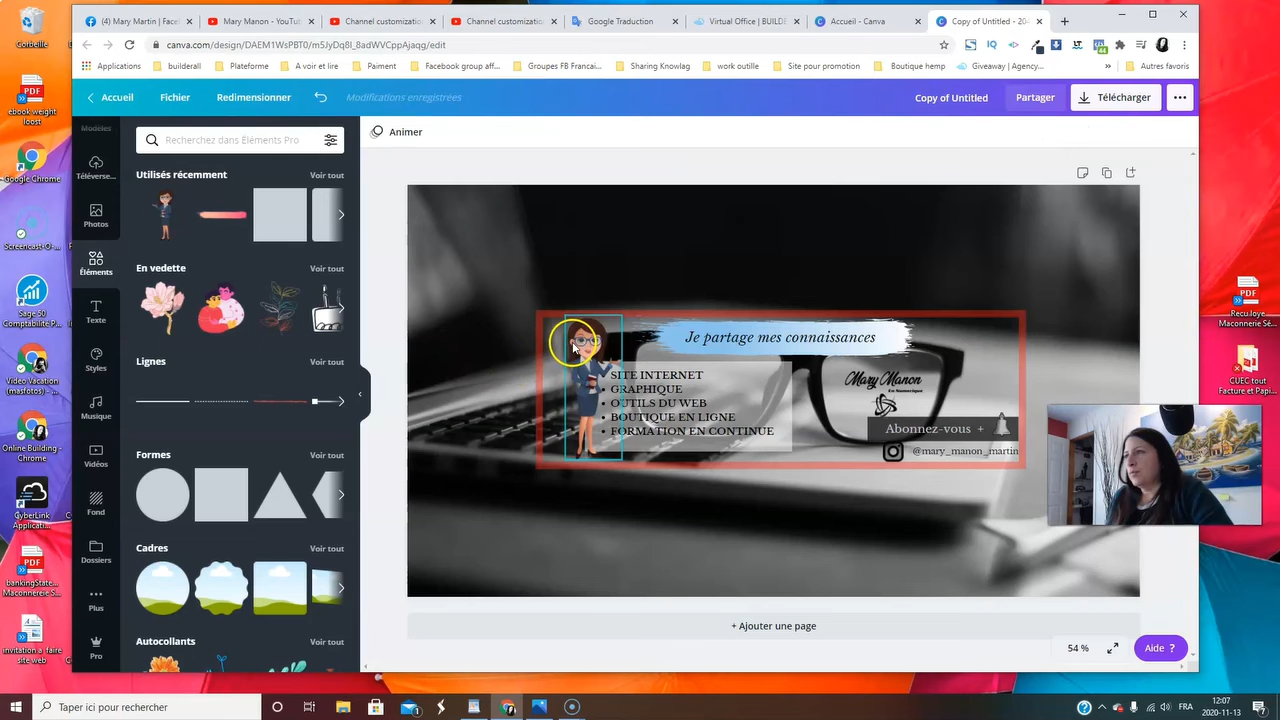 Corbeille
ebook weight
loost
Google Chrome
Screencast-O-...
Sage 50
Comptabilité P...
Video Vacation
(mastotos) -...
Online Building -
Chrome
CyberLink
Applicati...
bankingState...
Maconnerie S...
invitation a faire
site web
(4) Mary Martin | Face
Mary Manon - YouTu
Channel customizatio
Channel customizatio
Google Traduction
Virtual Office | BUILDE
Accueil - Canva
Copy of Untitled - 20
canva.com/design/DAEM1WsPBT0/m5JyDq8l_8adWVCppAjaqg/edit
Applications
builderall
Plateforme
A voir et lire
Paiment
Facebook group aff...
Groupes FB Francai...
Sharing Knowlag
work outille
Site pour promotion
Boutique hemp
Giveaway | Agency...
»
Autres favoris
Accueil
Fichier
Redimensionner
Modifications enregistrées
Copy of Untitled
Partager
Télécharger
Modèles
Téléverse...
Photos
Éléments
Texte
Styles
Musique
Vidéos
Fond
Dossiers
Plus
Pro
Recherchez dans Éléments Pro
Utilisés récemment
Voir tout
En vedette
Voir tout
Lignes
Voir tout
Formes
Voir tout
Cadres
Voir tout
Autocollants
Voir tout
Animer
Je partage mes connaissances
• SITE INTERNET
• GRAPHIQUE
• OUTILS DU WEB
• BOUTIQUE EN LIGNE
• FORMATION EN CONTINUE
Mary Manon
En Numérique
Abonnez-vous +
@mary_manon_martin
+ Ajouter une page
54 %
Aide ?
Recu loye
Maconnerie Sé...
CUEC tout
Facture et Papi...
Taper ici pour rechercher
FRA
12:07
2020-11-13